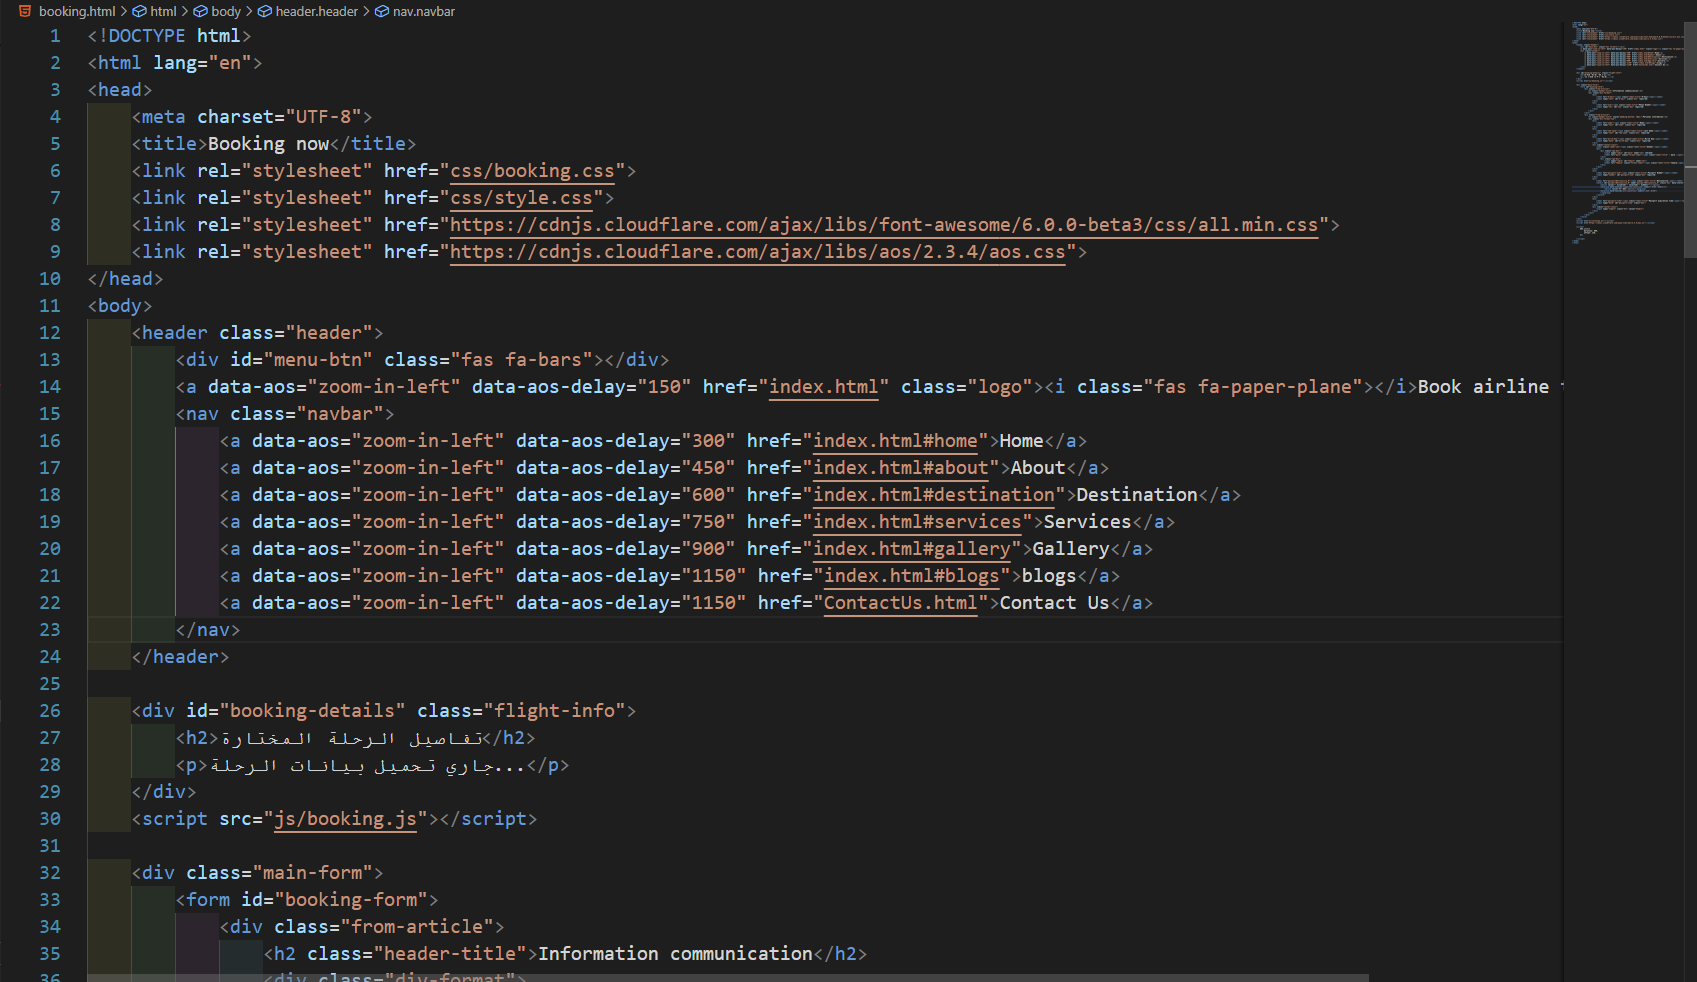 booking.html > html > body > header.header > nav.navbar
1 <!DOCTYPE html>
2 <html lang="en">
3 <head>
4     <meta charset="UTF-8">
5     <title>Booking now</title>
6     <link rel="stylesheet" href="css/booking.css">
7     <link rel="stylesheet" href="css/style.css">
8     <link rel="stylesheet" href="https://cdnjs.cloudflare.com/ajax/libs/font-awesome/6.0.0-beta3/css/all.min.css">
9     <link rel="stylesheet" href="https://cdnjs.cloudflare.com/ajax/libs/aos/2.3.4/aos.css">
10 </head>
11 <body>
12     <header class="header">
13         <div id="menu-btn" class="fas fa-bars"></div>
14         <a data-aos="zoom-in-left" data-aos-delay="150" href="index.html" class="logo"><i class="fas fa-paper-plane"></i>Book airline
15         <nav class="navbar">
16             <a data-aos="zoom-in-left" data-aos-delay="300" href="index.html#home">Home</a>
17             <a data-aos="zoom-in-left" data-aos-delay="450" href="index.html#about">About</a>
18             <a data-aos="zoom-in-left" data-aos-delay="600" href="index.html#destination">Destination</a>
19             <a data-aos="zoom-in-left" data-aos-delay="750" href="index.html#services">Services</a>
20             <a data-aos="zoom-in-left" data-aos-delay="900" href="index.html#gallery">Gallery</a>
21             <a data-aos="zoom-in-left" data-aos-delay="1150" href="index.html#blogs">blogs</a>
22             <a data-aos="zoom-in-left" data-aos-delay="1150" href="ContactUs.html">Contact Us</a>
23         </nav>
24     </header>
25
26     <div id="booking-details" class="flight-info">
27         <h2>تفاصيل الرحلة المختارة</h2>
28         <p>جاري تحميل بيانات الرحلة...</p>
29     </div>
30     <script src="js/booking.js"></script>
31
32     <div class="main-form">
33         <form id="booking-form">
34             <div class="from-article">
35                 <h2 class="header-title">Information communication</h2>
36                 <div class="div-format">